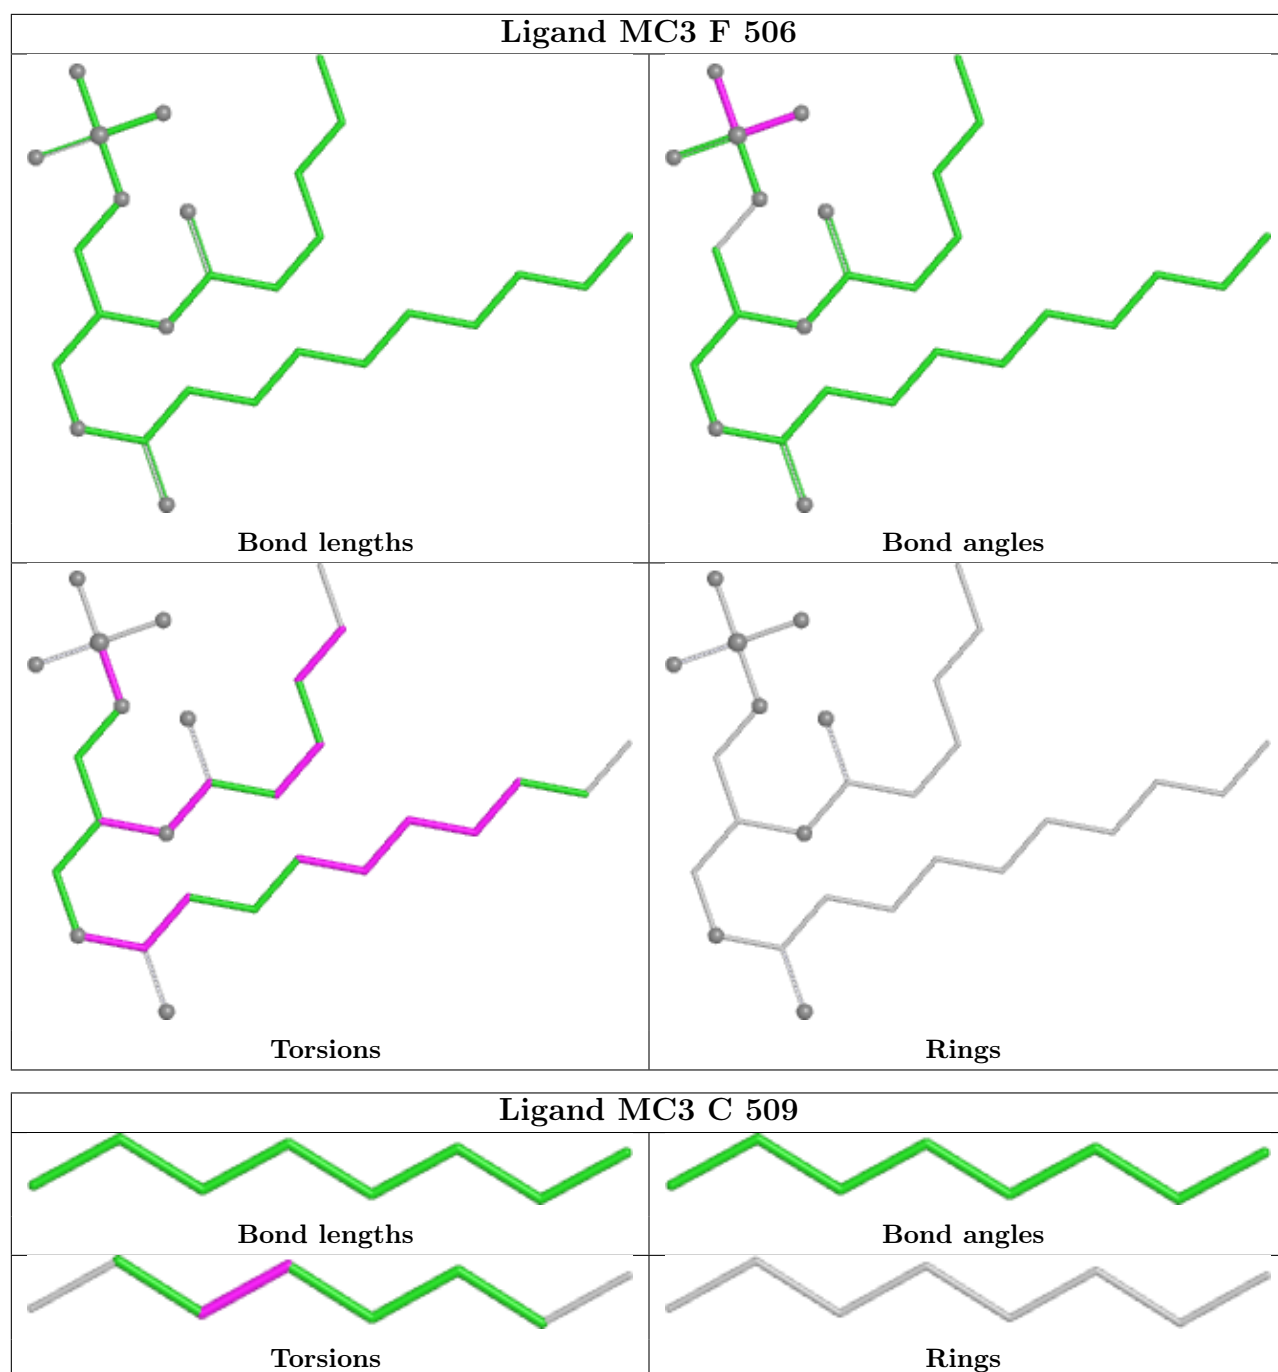 Ligand MC3 F 506
Bond lengths
Bond angles
Torsions
Rings
Ligand MC3 C 509
Bond lengths
Bond angles
Torsions
Rings